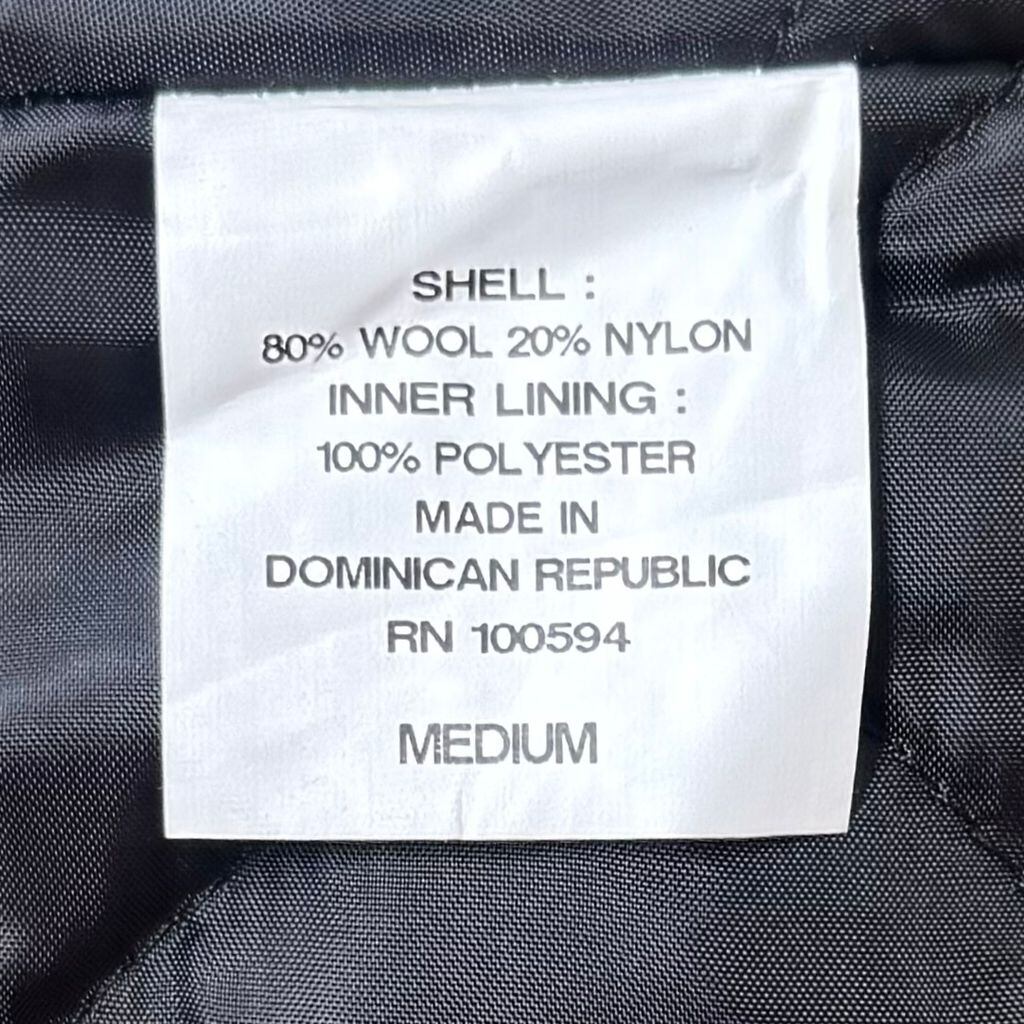 SHELL :
80% WOOL 20% NYLON
INNER LINING :
100% POLYESTER
MADE IN
DOMINICAN REPUBLIC
RN 100594
MEDIUM